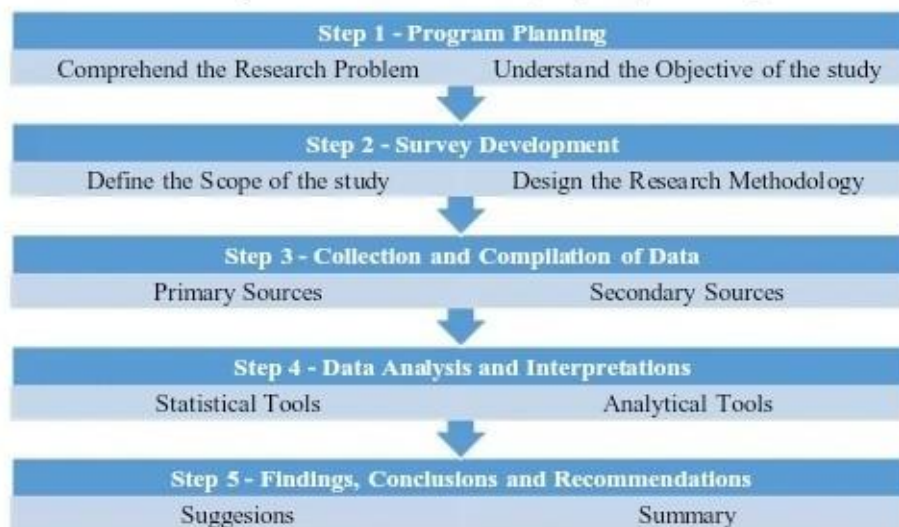 Step 1 - Program Planning
Comprehend the Research Problem Understand the Objective of the study
Step 2 - Survey Development
Define the Scope of the study Design the Research Methodology
Step 3 - Collection and Compilation of Data
Primary Sources Secondary Sources
Step 4 - Data Analysis and Interpretations
Statistical Tools Analytical Tools
Step 5 - Findings, Conclusions and Recommendations
Suggesions Summary